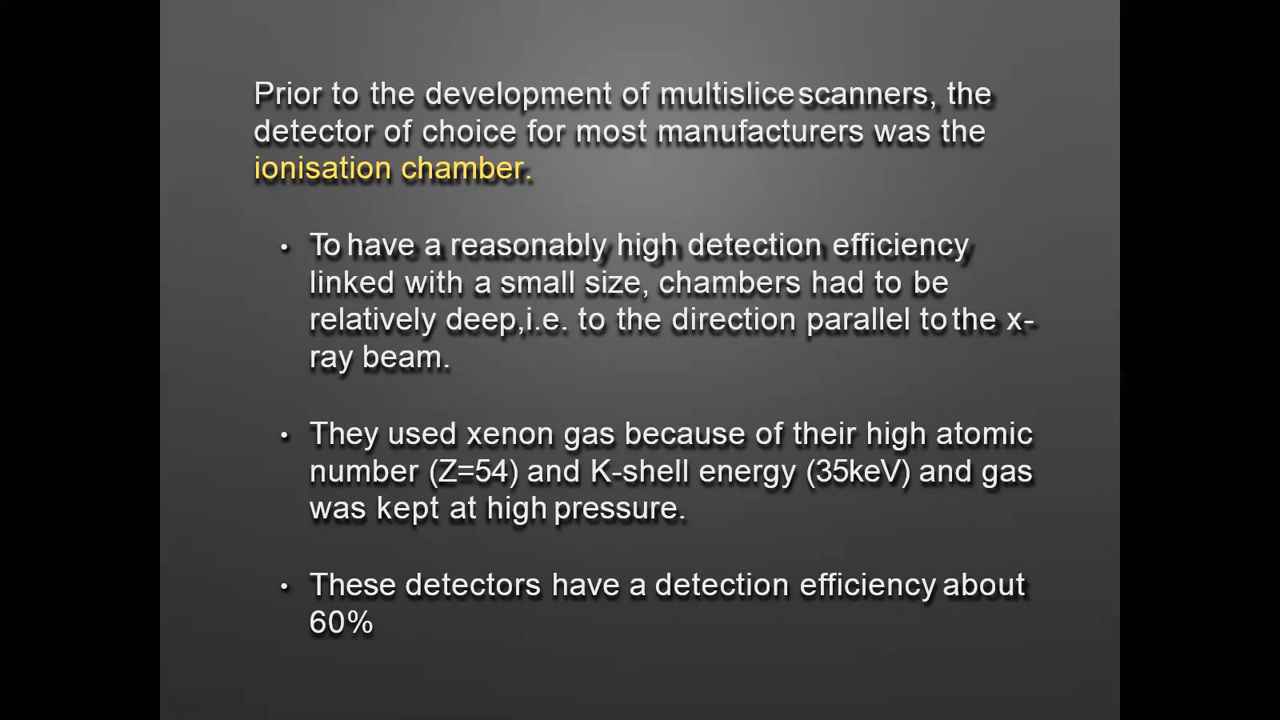 Prior to the development of multislice scanners, the
detector of choice for most manufacturers was the
ionisation chamber.
• To have a reasonably high detection efficiency
linked with a small size, chambers had to be
relatively deep,i.e. to the direction parallel to the x-
ray beam.
• They used xenon gas because of their high atomic
number (Z=54) and K-shell energy (35keV) and gas
was kept at high pressure.
• These detectors have a detection efficiency about
60%